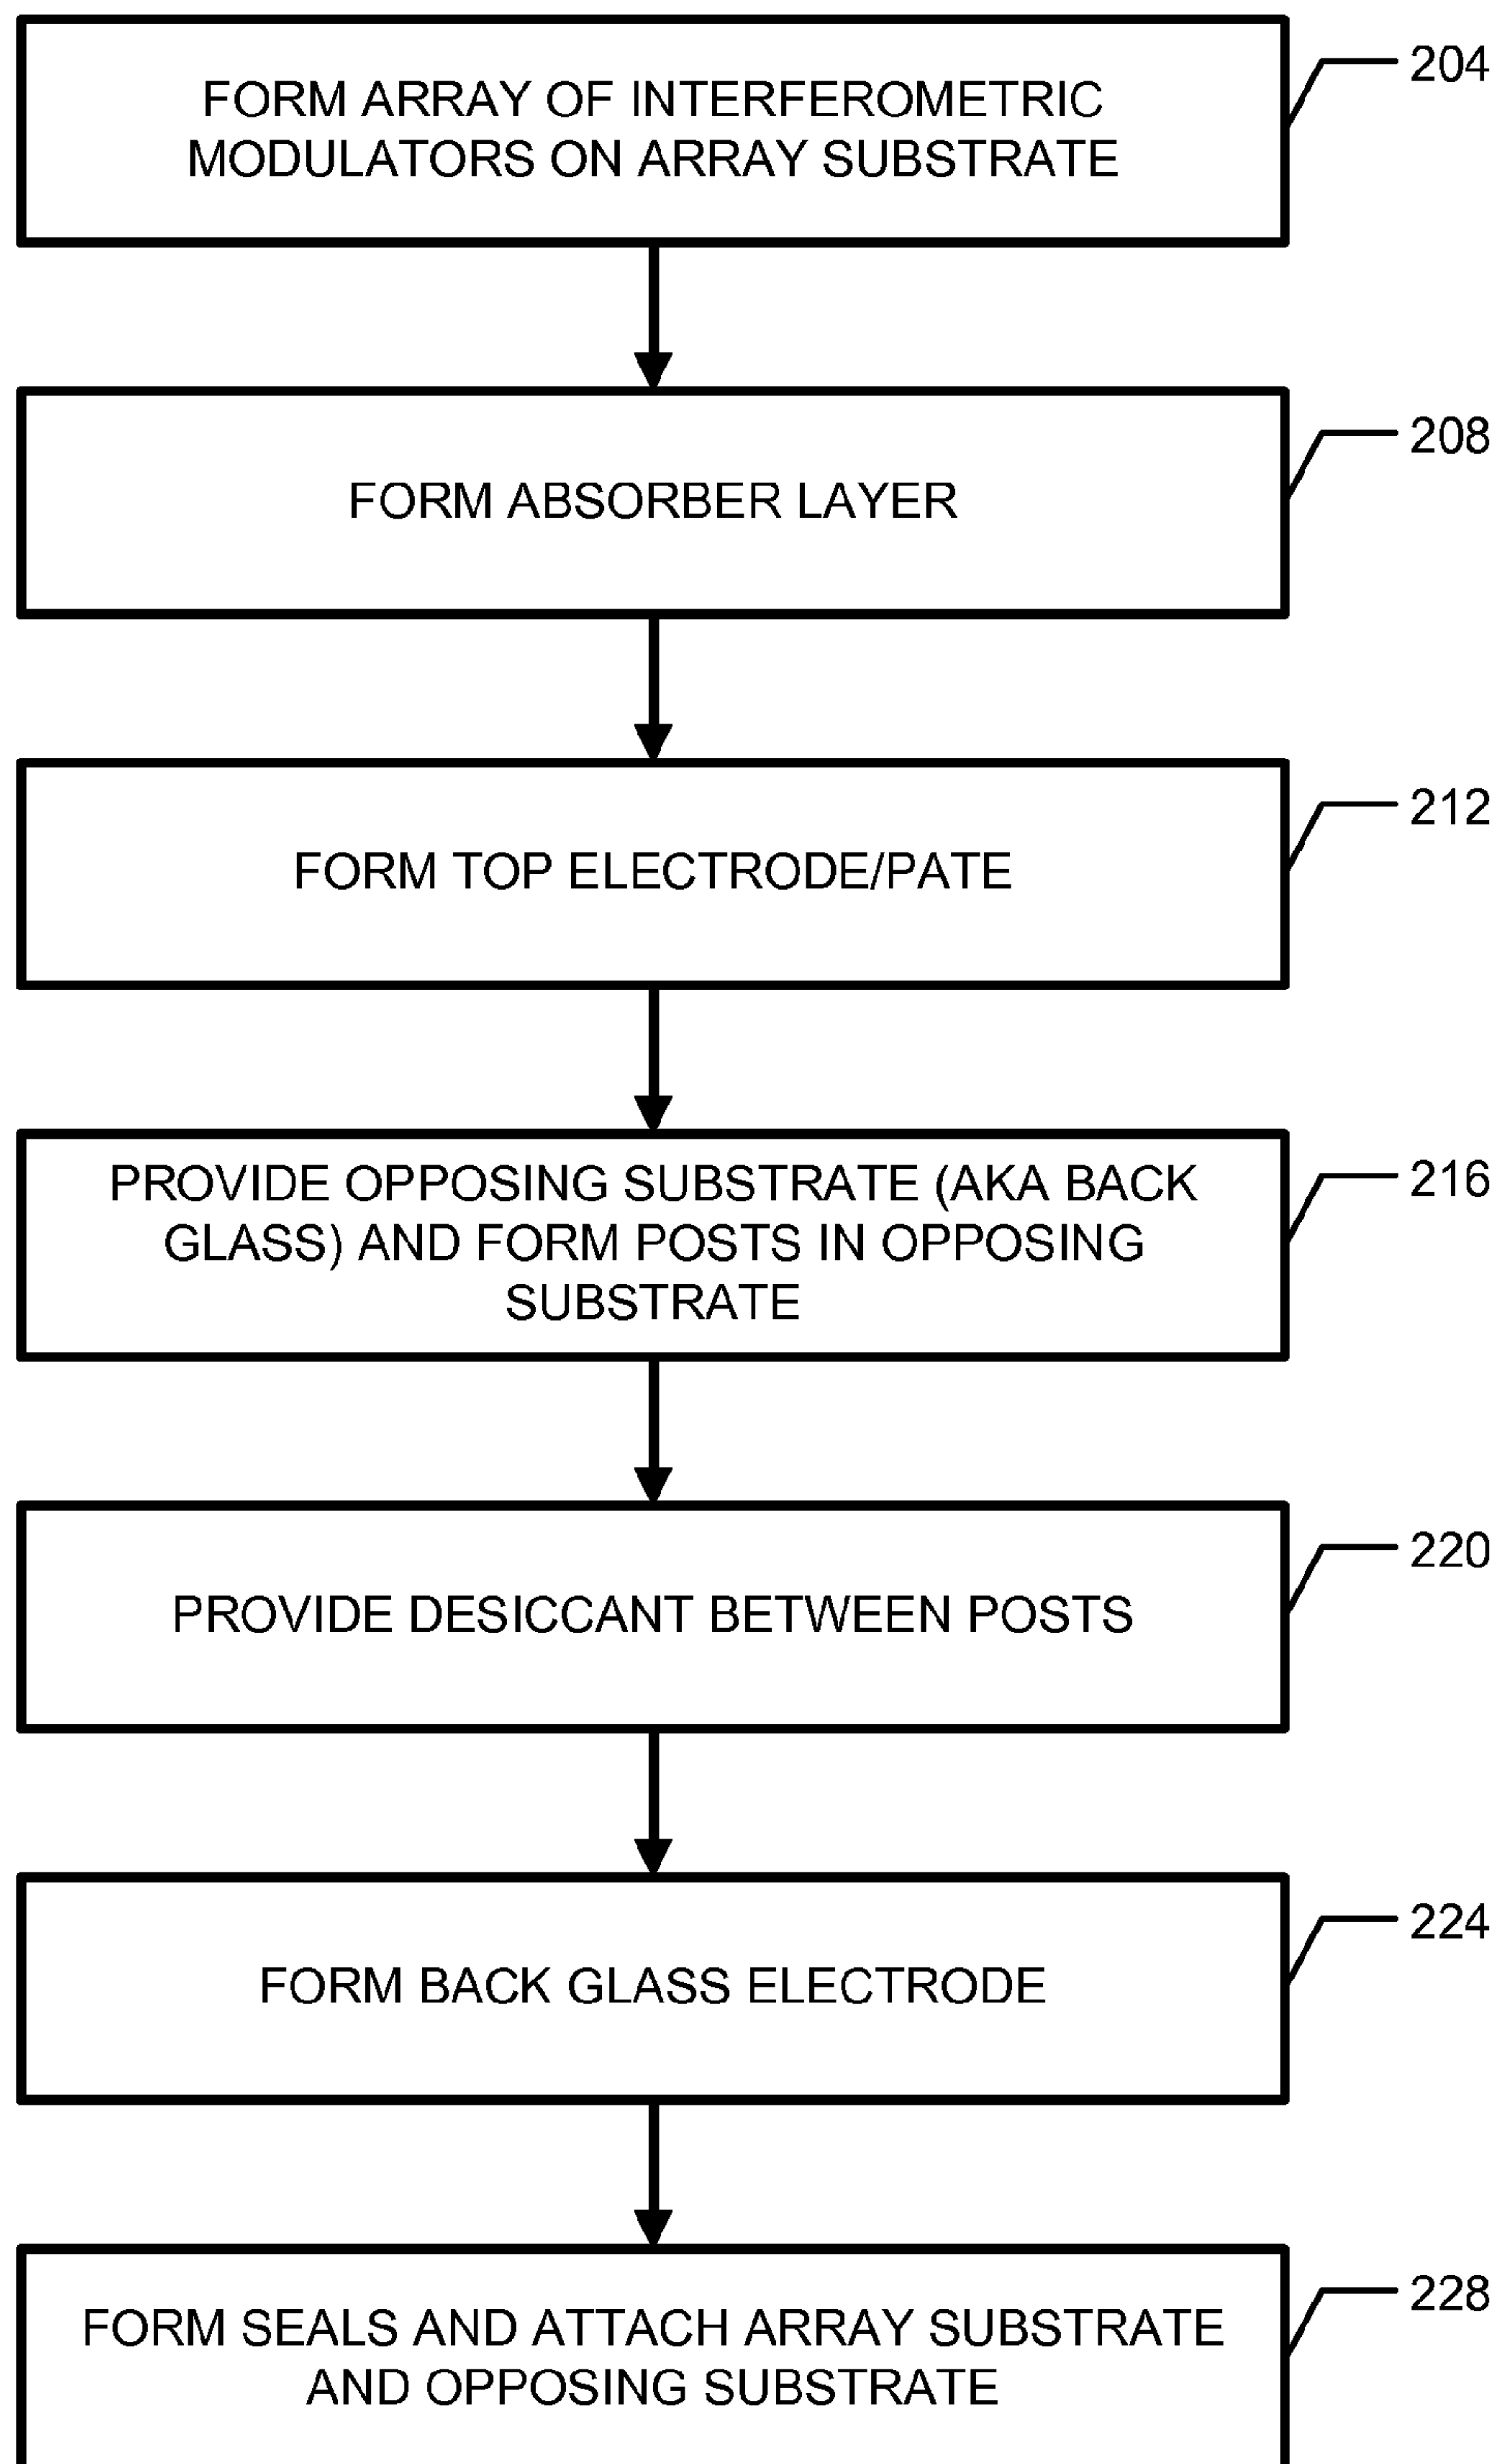 FORM ARRAY OF INTERFEROMETRIC
MODULATORS ON ARRAY SUBSTRATE
204
FORM ABSORBER LAYER
208
FORM TOP ELECTRODE/PATE
212
PROVIDE OPPOSING SUBSTRATE (AKA BACK
GLASS) AND FORM POSTS IN OPPOSING
SUBSTRATE
216
PROVIDE DESICCANT BETWEEN POSTS
220
FORM BACK GLASS ELECTRODE
224
FORM SEALS AND ATTACH ARRAY SUBSTRATE
AND OPPOSING SUBSTRATE
228